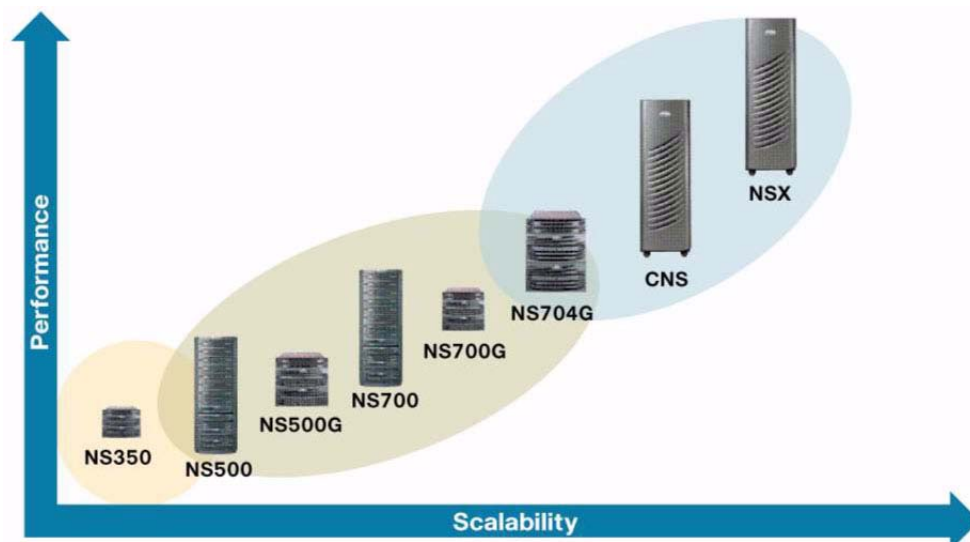 Performance
NSX
CNS
NS704G
NS700G
NS700
NS500G
NS350
NS500
Scalability